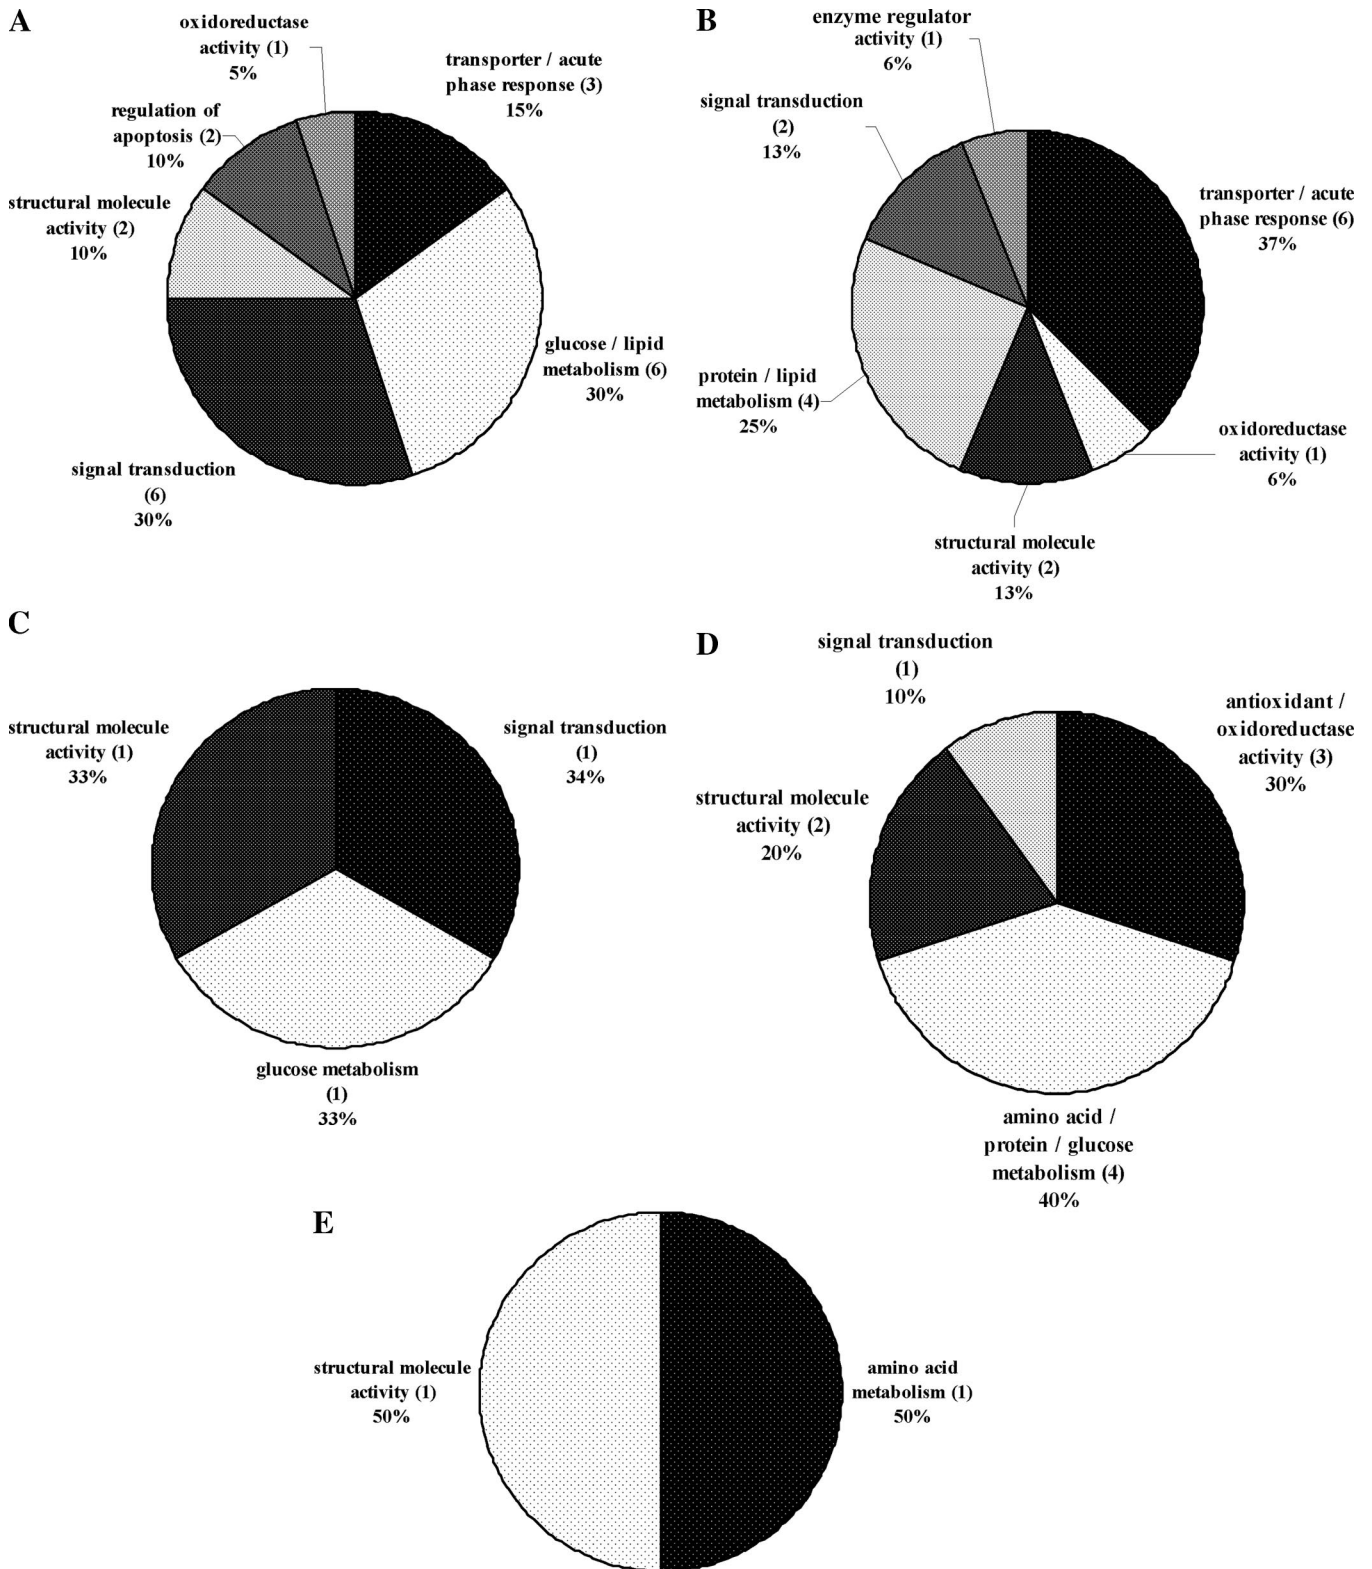 A
oxidoreductase
activity (1)
5%
transporter / acute
phase response (3)
15%
regulation of
apoptosis (2)
10%
structural molecule
activity (2)
10%
glucose / lipid
metabolism (6)
30%
signal transduction
(6)
30%
B
enzyme regulator
activity (1)
6%
signal transduction
(2)
13%
transporter / acute
phase response (6)
37%
protein / lipid
metabolism (4)
25%
oxidoreductase
activity (1)
6%
structural molecule
activity (2)
13%
C
structural molecule
activity (1)
33%
signal transduction
(1)
34%
glucose metabolism
(1)
33%
D
signal transduction
(1)
10%
antioxidant /
oxidoreductase
activity (3)
30%
structural molecule
activity (2)
20%
amino acid /
protein / glucose
metabolism (4)
40%
E
structural molecule
activity (1)
50%
amino acid
metabolism (1)
50%